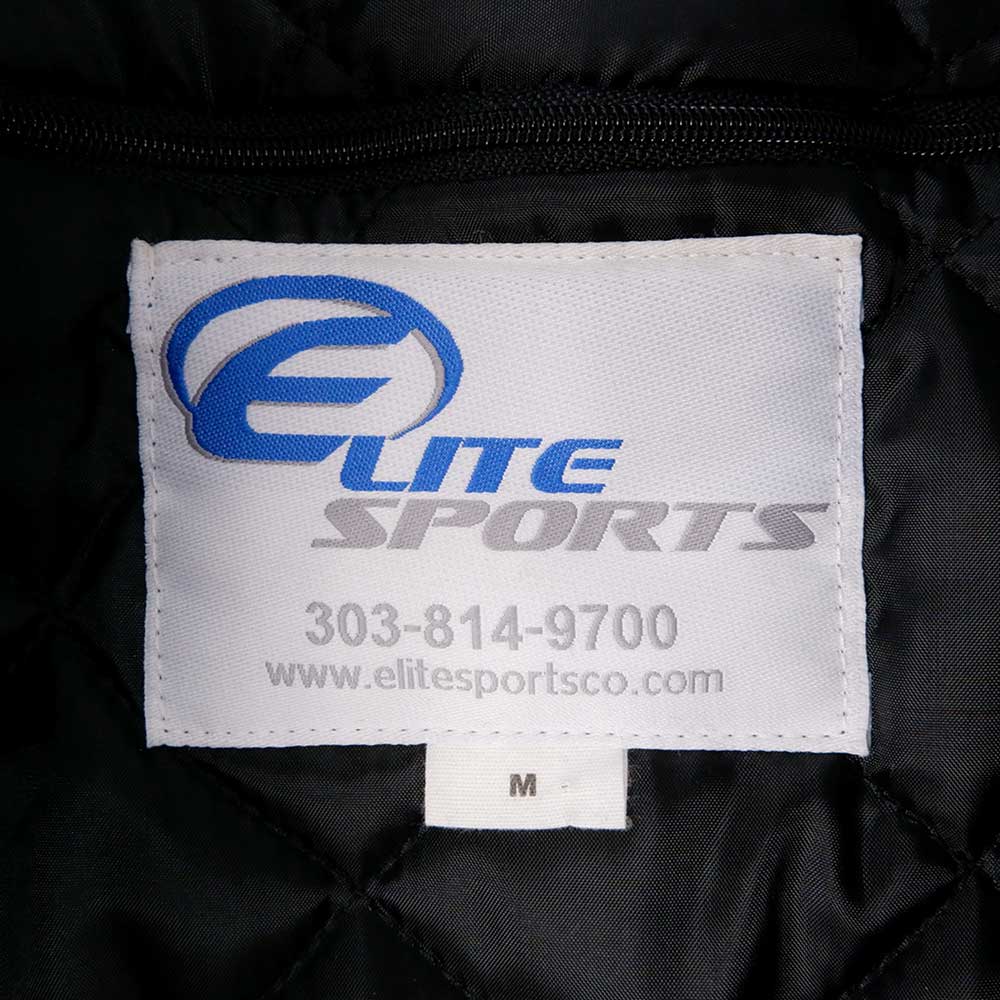 ELITE
SPORTS
303-814-9700
www.elitesportsco.com
M